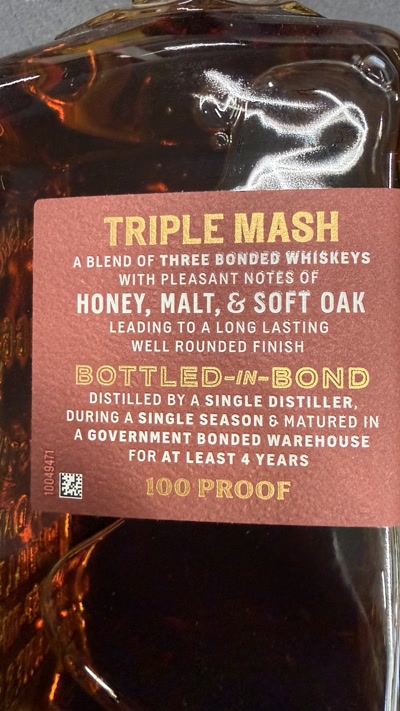 TRIPLE MASH
A BLEND OF THREE BONDED WHISKEYS
WITH PLEASANT NOTES OF
HONEY, MALT, & SOFT OAK
LEADING TO A LONG LASTING
WELL ROUNDED FINISH
BOTTLED-IN-BOND
DISTILLED BY A SINGLE DISTILLER,
DURING A SINGLE SEASON & MATURED IN
A GOVERNMENT BONDED WAREHOUSE
FOR AT LEAST 4 YEARS
100 PROOF
10049471